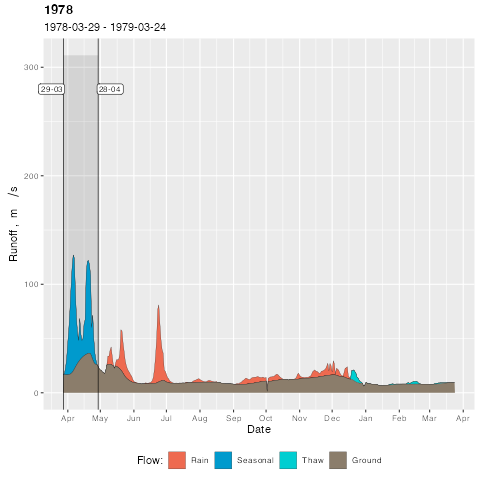 1978
1978-03-29 - 1979-03-24
300
200
100
0
Runoff, m /s
29-03
28-04
Apr May Jun Jul Aug Sep Oct Nov Dec Jan Feb Mar Apr
Date
Flow: Rain Seasonal Thaw Ground